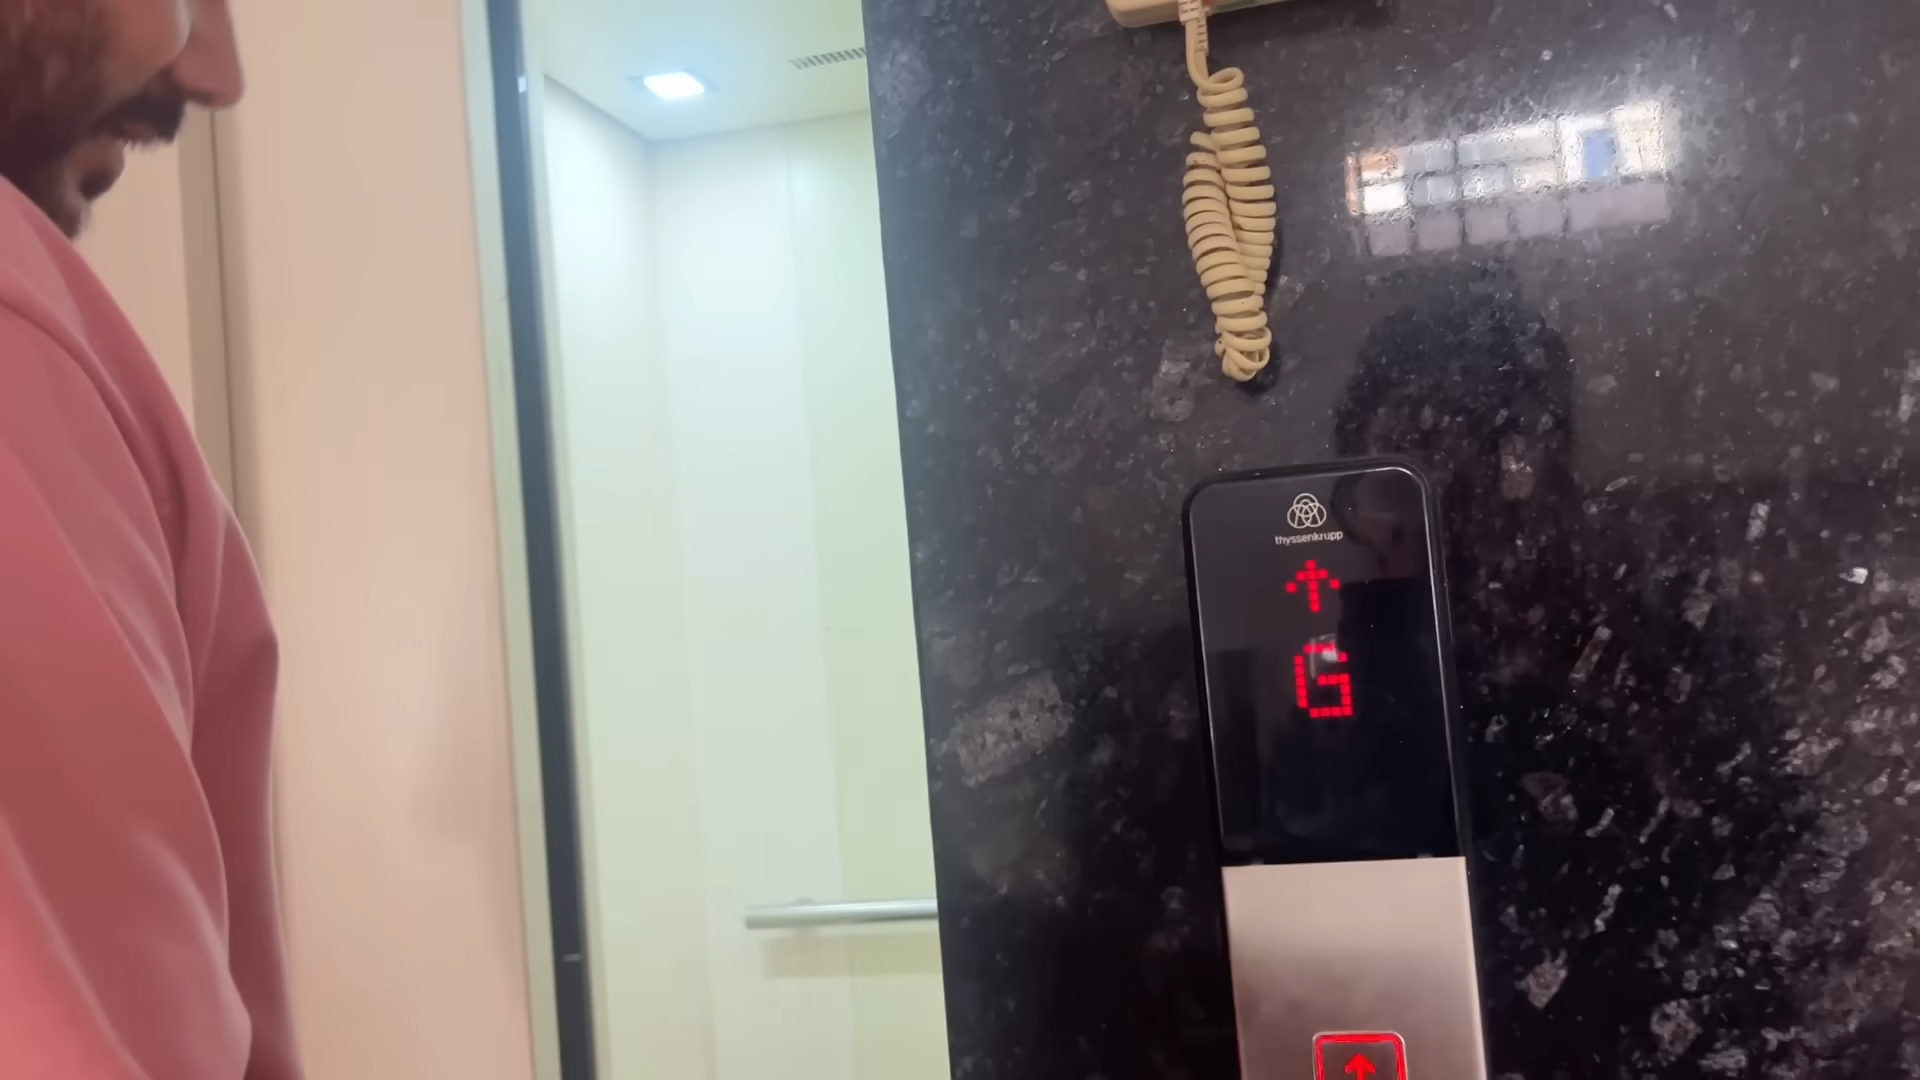 thyssenkrupp
↑
G
↑